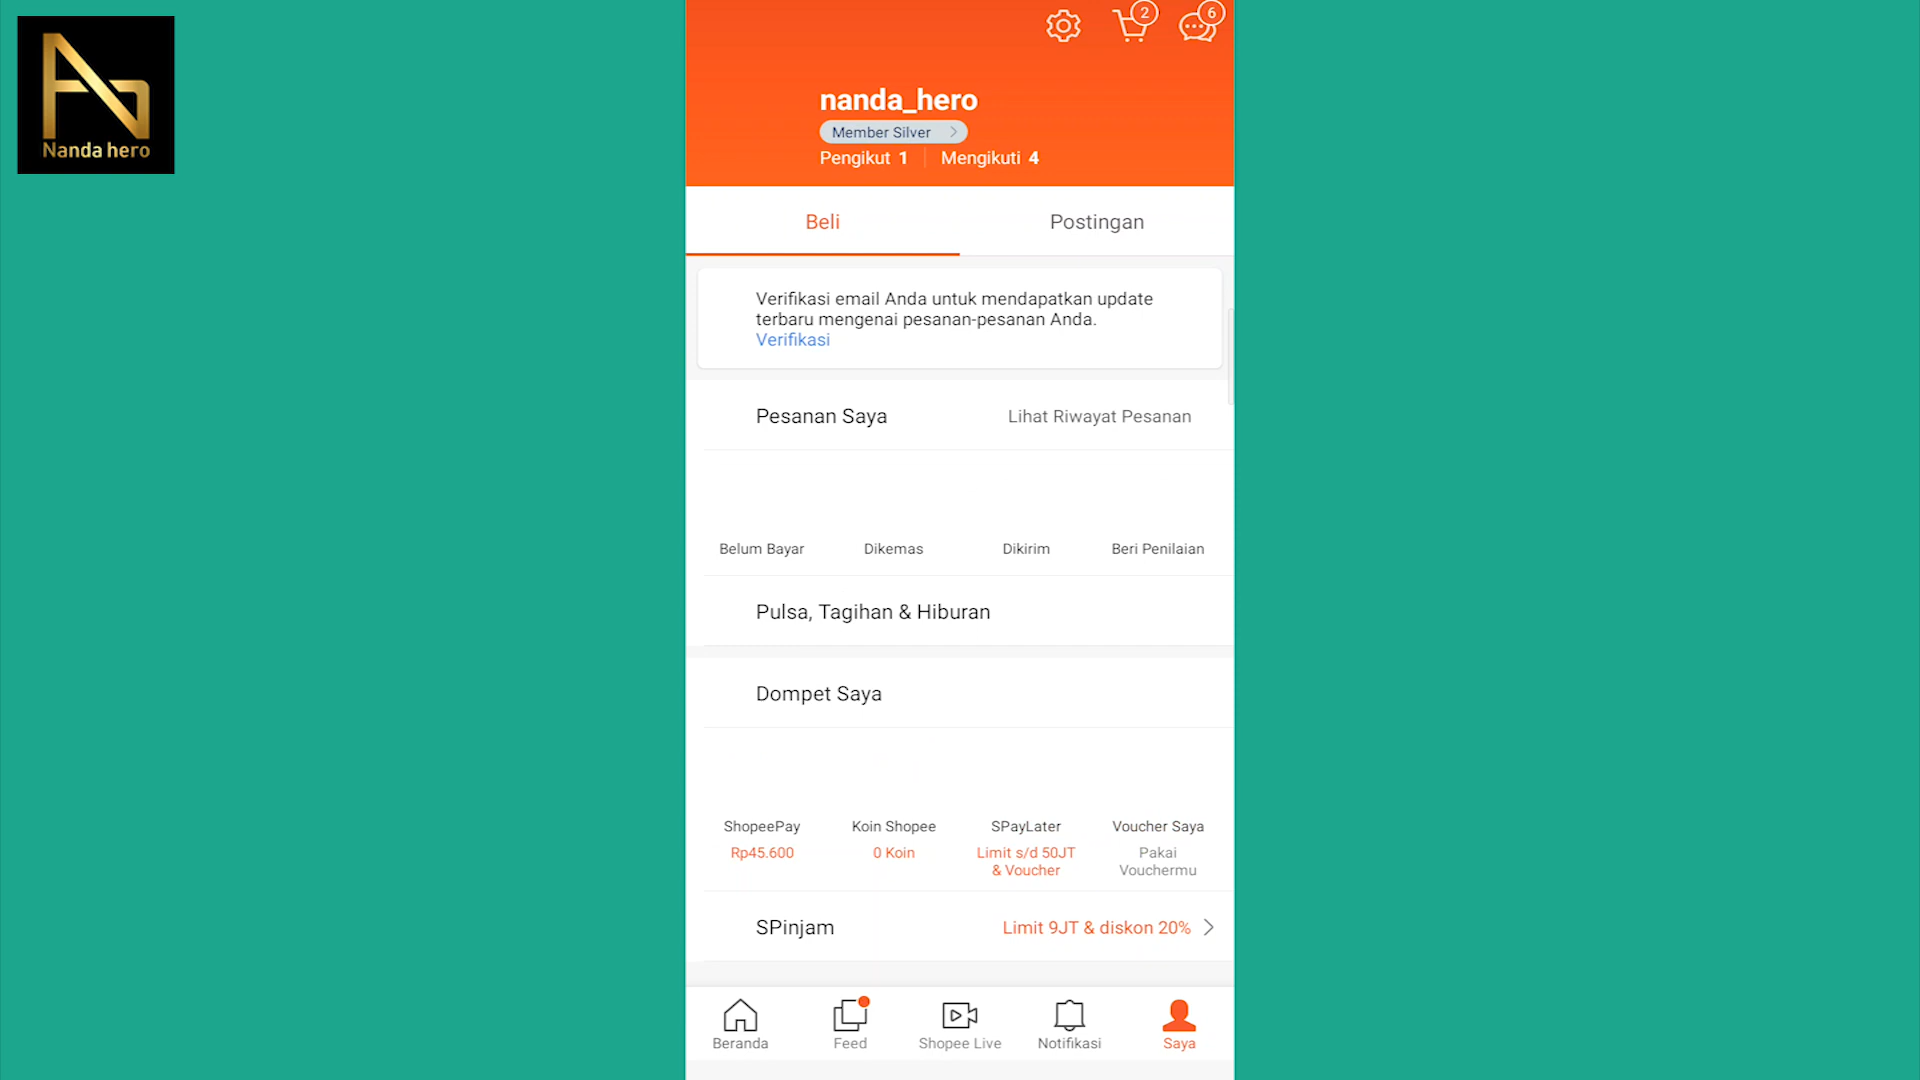 Nanda hero
2
6
nanda_hero
Member Silver
Pengikut 1 Mengikuti 4
Beli
Postingan
Verifikasi email Anda untuk mendapatkan update
terbaru mengenai pesanan-pesanan Anda.
Verifikasi
Pesanan Saya
Lihat Riwayat Pesanan
Belum Bayar
Dikemas
Dikirim
Beri Penilaian
Pulsa, Tagihan & Hiburan
Dompet Saya
ShopeePay
Rp45.600
Koin Shopee
0 Koin
SPayLater
Limit s/d 50JT
& Voucher
Voucher Saya
Pakai
Vouchermu
SPinjam
Limit 9JT & diskon 20%
Beranda
Feed
Shopee Live
Notifikasi
Saya